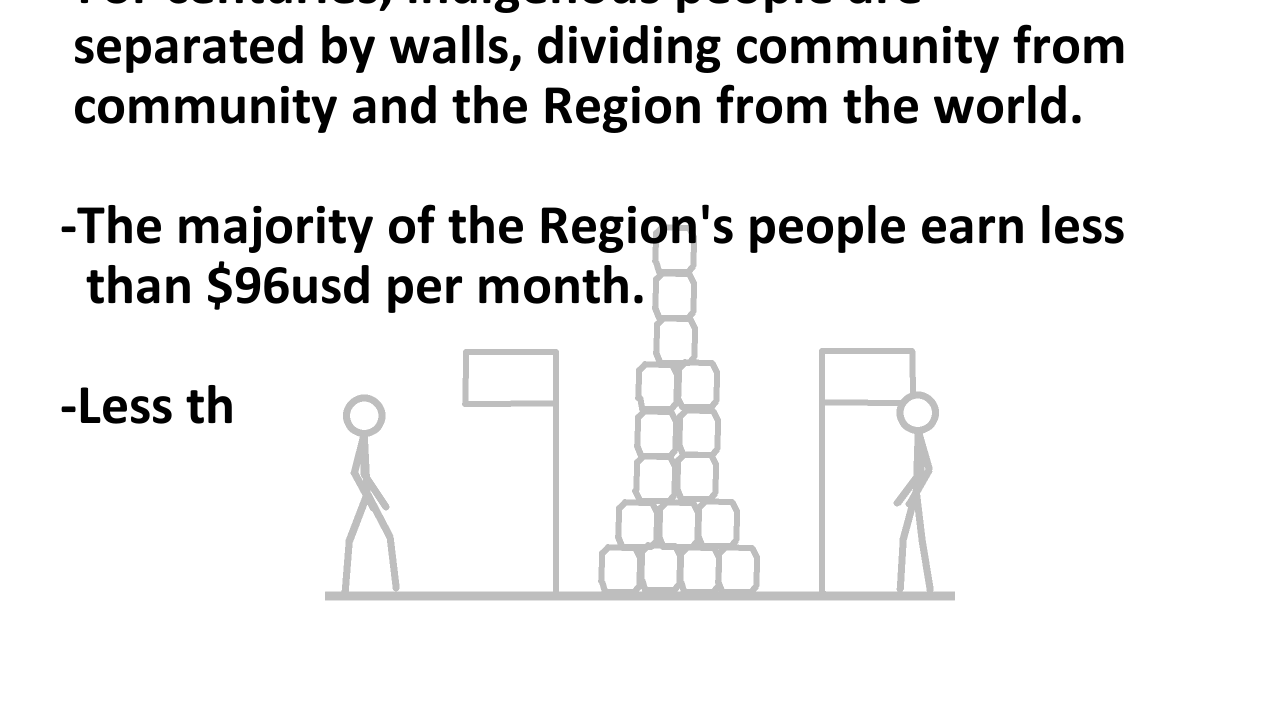 For centuries, indigenous people are
separated by walls, dividing community from
community and the Region from the world.
-The majority of the Region's people earn less
than $96usd per month.
-Less th